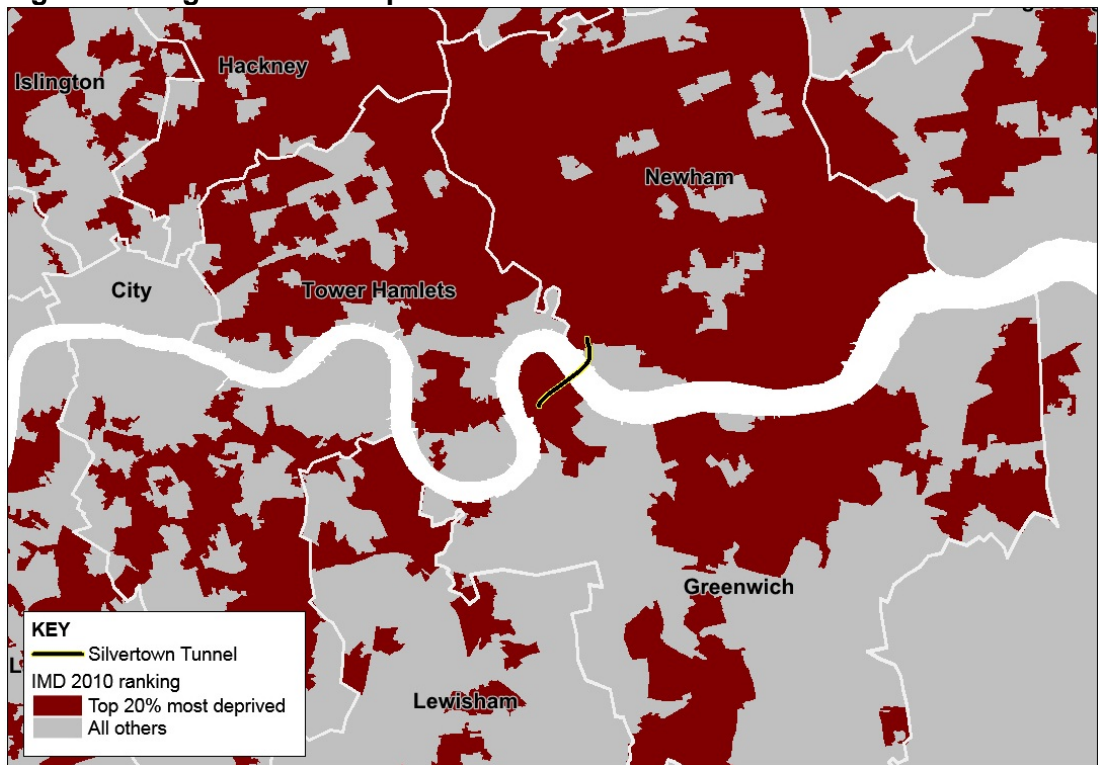 Islington
Hackney
Newham
City
Tower Hamlets
Greenwich
Lewisham
KEY
Silvertown Tunnel
IMD 2010 ranking
Top 20% most deprived
All others